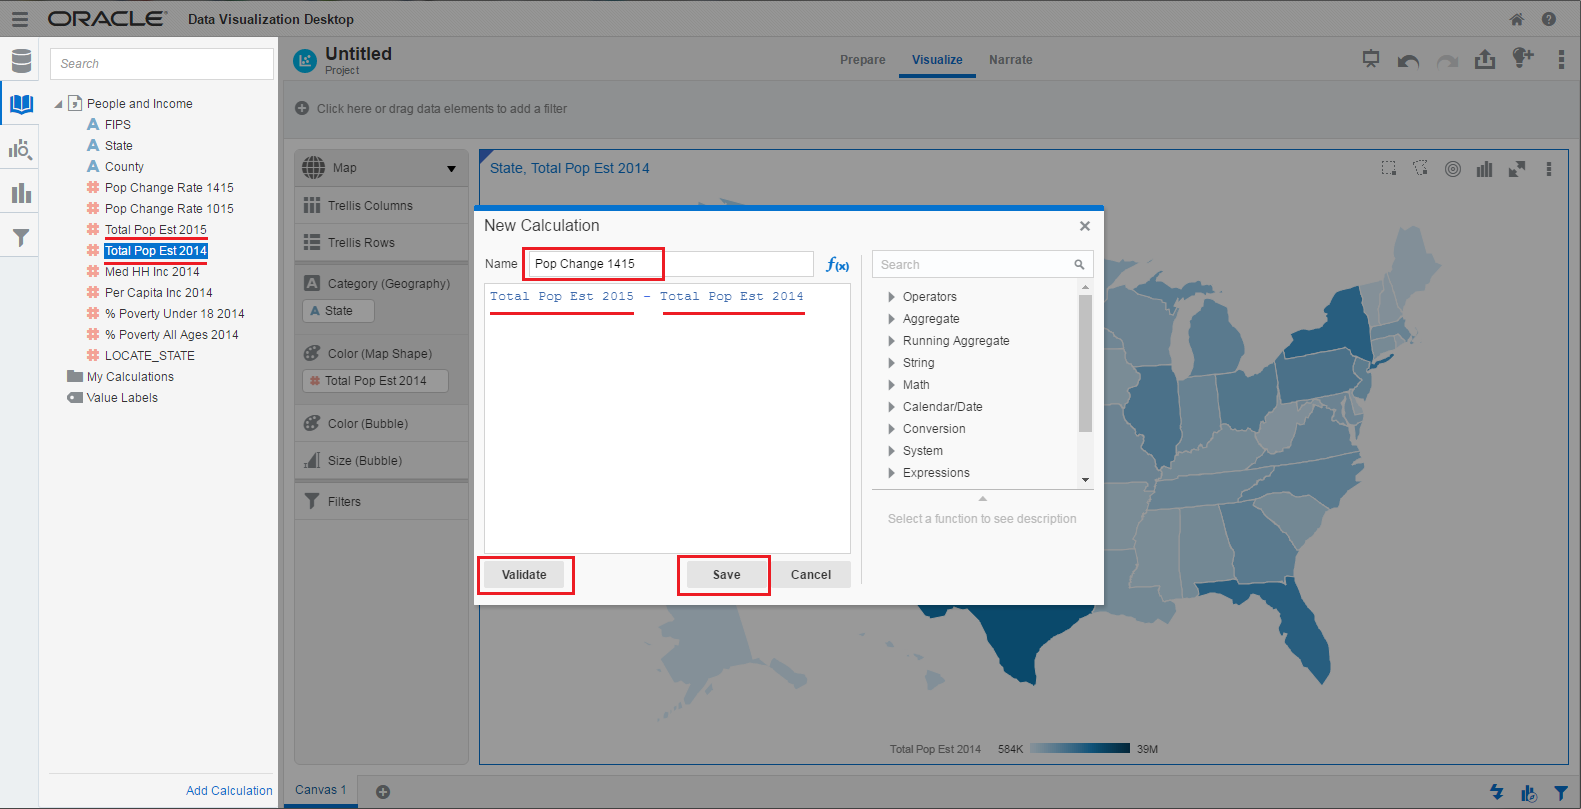 ORACLE Data Visualization Desktop
Search
People and Income
FIPS
State
County
Pop Change Rate 1415
Pop Change Rate 1015
Total Pop Est 2015
Total Pop Est 2014
Med HH Inc 2014
Per Capita Inc 2014
% Poverty Under 18 2014
% Poverty All Ages 2014
LOCATE_STATE
My Calculations
Value Labels
Add Calculation
Untitled
Project
Prepare Visualize Narrate
Click here or drag data elements to add a filter
Map
Trellis Columns
Trellis Rows
Category (Geography)
A State
Color (Map Shape)
Total Pop Est 2014
Color (Bubble)
Size (Bubble)
Filters
State, Total Pop Est 2014
New Calculation
Name Pop Change 1415 f(x)
Total Pop Est 2015 - Total Pop Est 2014
Validate Save Cancel
Search
Operators
Aggregate
Running Aggregate
String
Math
Calendar/Date
Conversion
System
Expressions
Select a function to see description
Total Pop Est 2014 584K 39M
Canvas 1